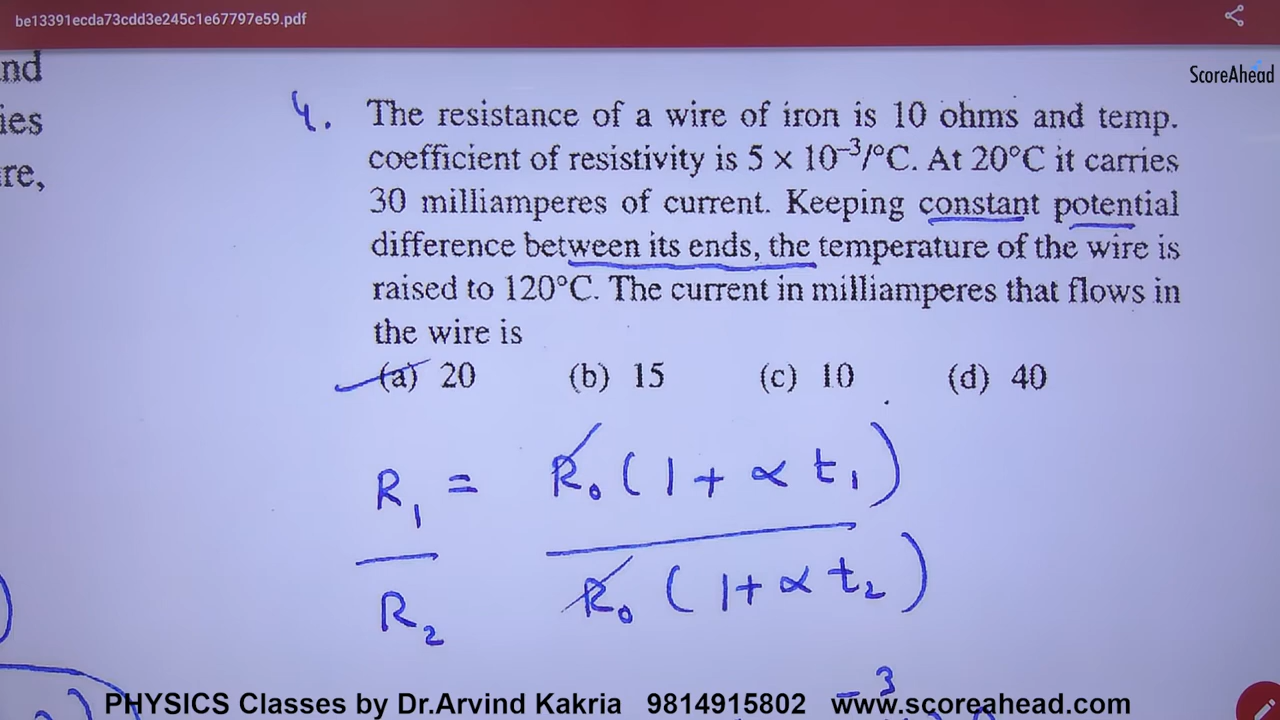 be13391ecda73cdd3e245c1e67797e59.pdf
ScoreAhead
nd
ies
re,
4. The resistance of a wire of iron is 10 ohms and temp.
coefficient of resistivity is 5 × 10⁻³/°C. At 20°C it carries
30 milliamperes of current. Keeping constant potential
difference between its ends, the temperature of the wire is
raised to 120°C. The current in milliamperes that flows in
the wire is
(a) 20 (b) 15 (c) 10 (d) 40
R₁ = R₀ (1 + α t₁)
R₂ R₀ (1 + α t₂)
- 3
PHYSICS Classes by Dr.Arvind Kakria 9814915802 www.scoreahead.com